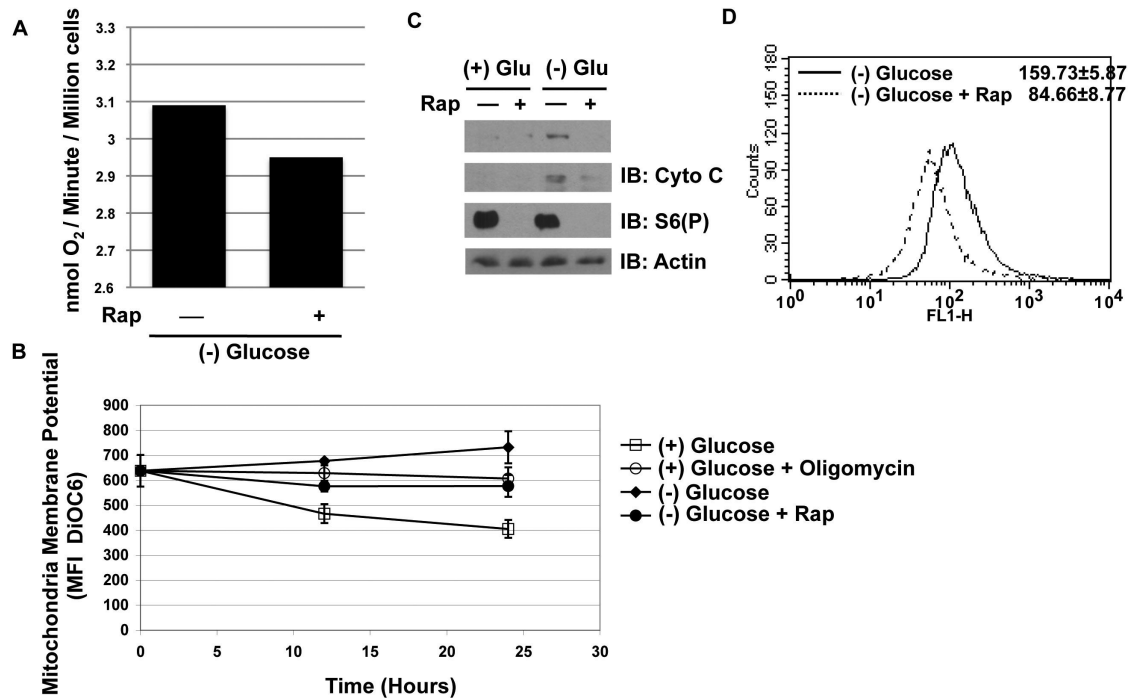 A
nmol O2 / Minute / Million cells
3.3
3.2
3.1
3
2.9
2.8
2.7
2.6
Rap — +
(-) Glucose
C
(+) Glu (-) Glu
Rap — + — +
IB: Cyto C
IB: S6(P)
IB: Actin
D
Counts
180
150
120
90
60
30
0
(-) Glucose 159.73±5.87
(-) Glucose + Rap 84.66±8.77
10^0 10^1 10^2 10^3 10^4
FL1-H
B
Mitochondria Membrane Potential
(MFI DiOC6)
900
800
700
600
500
400
300
200
100
0
0 5 10 15 20 25 30
Time (Hours)
(+) Glucose
(+) Glucose + Oligomycin
(-) Glucose
(-) Glucose + Rap